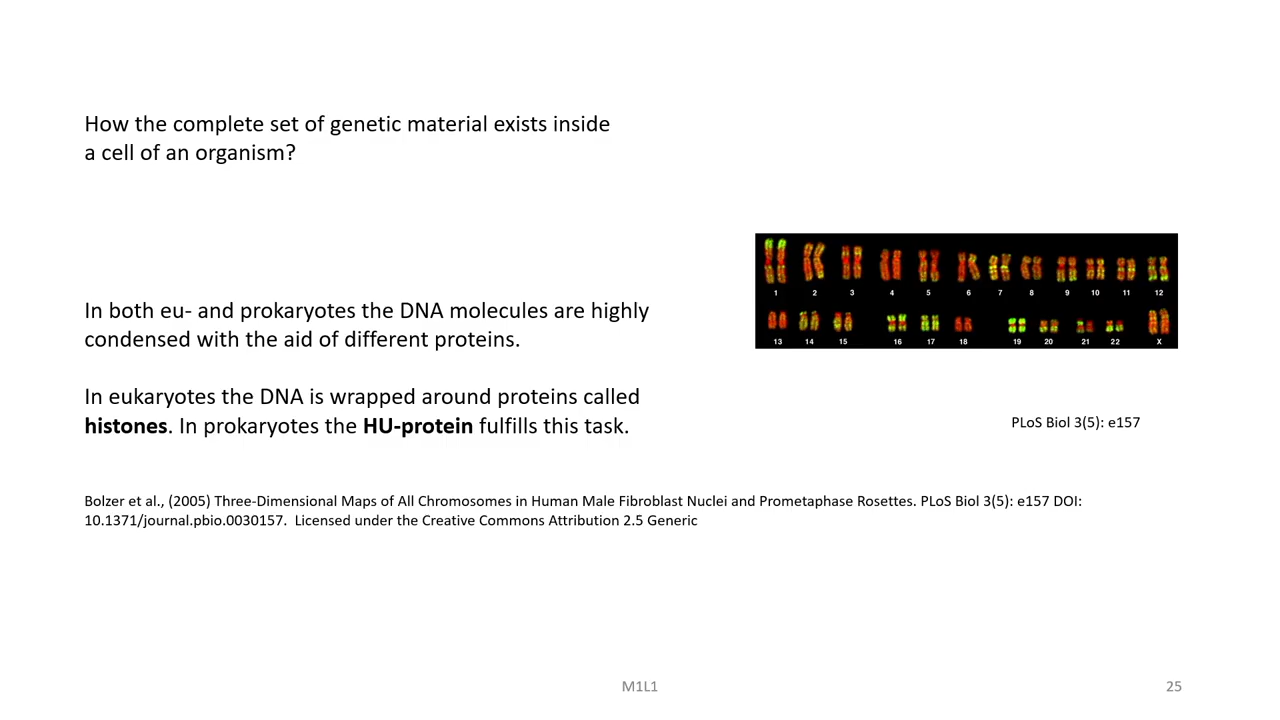 How the complete set of genetic material exists inside
a cell of an organism?
In both eu- and prokaryotes the DNA molecules are highly
condensed with the aid of different proteins.
In eukaryotes the DNA is wrapped around proteins called
histones. In prokaryotes the HU-protein fulfills this task.
1 2 3 4 5 6 7 8 9 10 11 12
13 14 15 16 17 18 19 20 21 22 X
PLoS Biol 3(5): e157
Bolzer et al., (2005) Three-Dimensional Maps of All Chromosomes in Human Male Fibroblast Nuclei and Prometaphase Rosettes. PLoS Biol 3(5): e157 DOI:
10.1371/journal.pbio.0030157. Licensed under the Creative Commons Attribution 2.5 Generic
M1L1
25